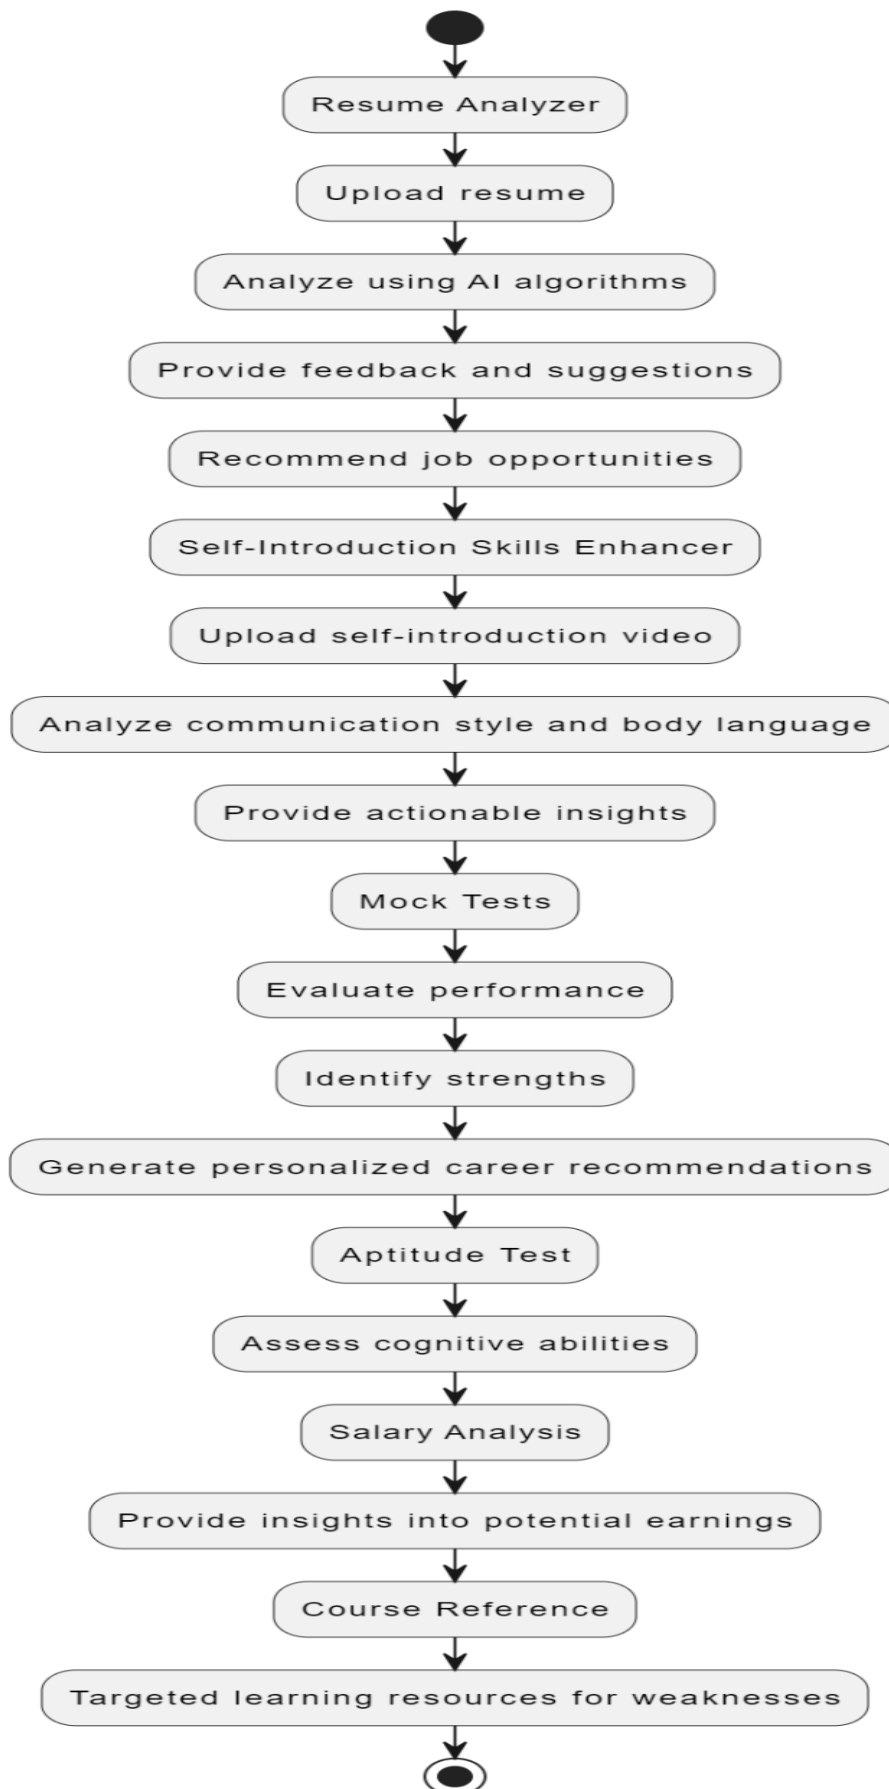 Resume Analyzer
Upload resume
Analyze using AI algorithms
Provide feedback and suggestions
Recommend job opportunities
Self-Introduction Skills Enhancer
Upload self-introduction video
Analyze communication style and body language
Provide actionable insights
Mock Tests
Evaluate performance
Identify strengths
Generate personalized career recommendations
Aptitude Test
Assess cognitive abilities
Salary Analysis
Provide insights into potential earnings
Course Reference
Targeted learning resources for weaknesses